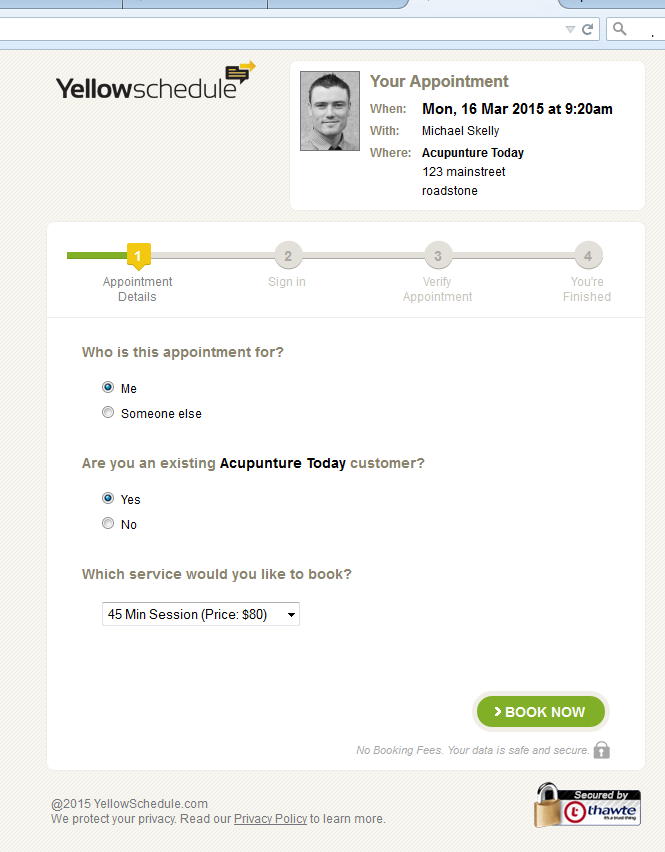 Yellowschedule
Your Appointment
When: Mon, 16 Mar 2015 at 9:20am
With: Michael Skelly
Where: Acupunture Today
123 mainstreet
roadstone
1
2
3
4
Appointment
Details
Sign in
Verify
Appointment
You're
Finished
Who is this appointment for?
Me
Someone else
Are you an existing Acupunture Today customer?
Yes
No
Which service would you like to book?
45 Min Session (Price: $80)
BOOK NOW
No Booking Fees. Your data is safe and secure.
@2015 YellowSchedule.com
We protect your privacy. Read our Privacy Policy to learn more.
Secured by
thawte
it's a trust thing